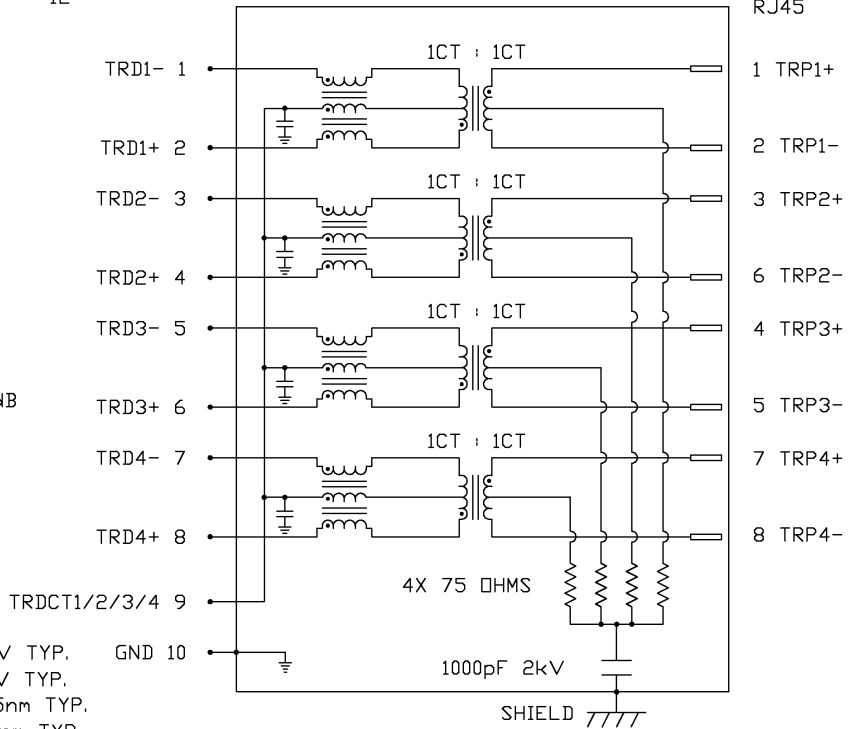 RJ45
1CT : 1CT
TRD1- 1
1 TRP1+
TRD1+ 2
2 TRP1-
1CT : 1CT
TRD2- 3
3 TRP2+
TRD2+ 4
6 TRP2-
1CT : 1CT
TRD3- 5
4 TRP3+
TRD3+ 6
5 TRP3-
1CT : 1CT
TRD4- 7
7 TRP4+
TRD4+ 8
8 TRP4-
4X 75 OHMS
TRDCT1/2/3/4 9
V TYP.
GND 10
1000pF 2kV
V TYP.
nm TYP.
SHIELD